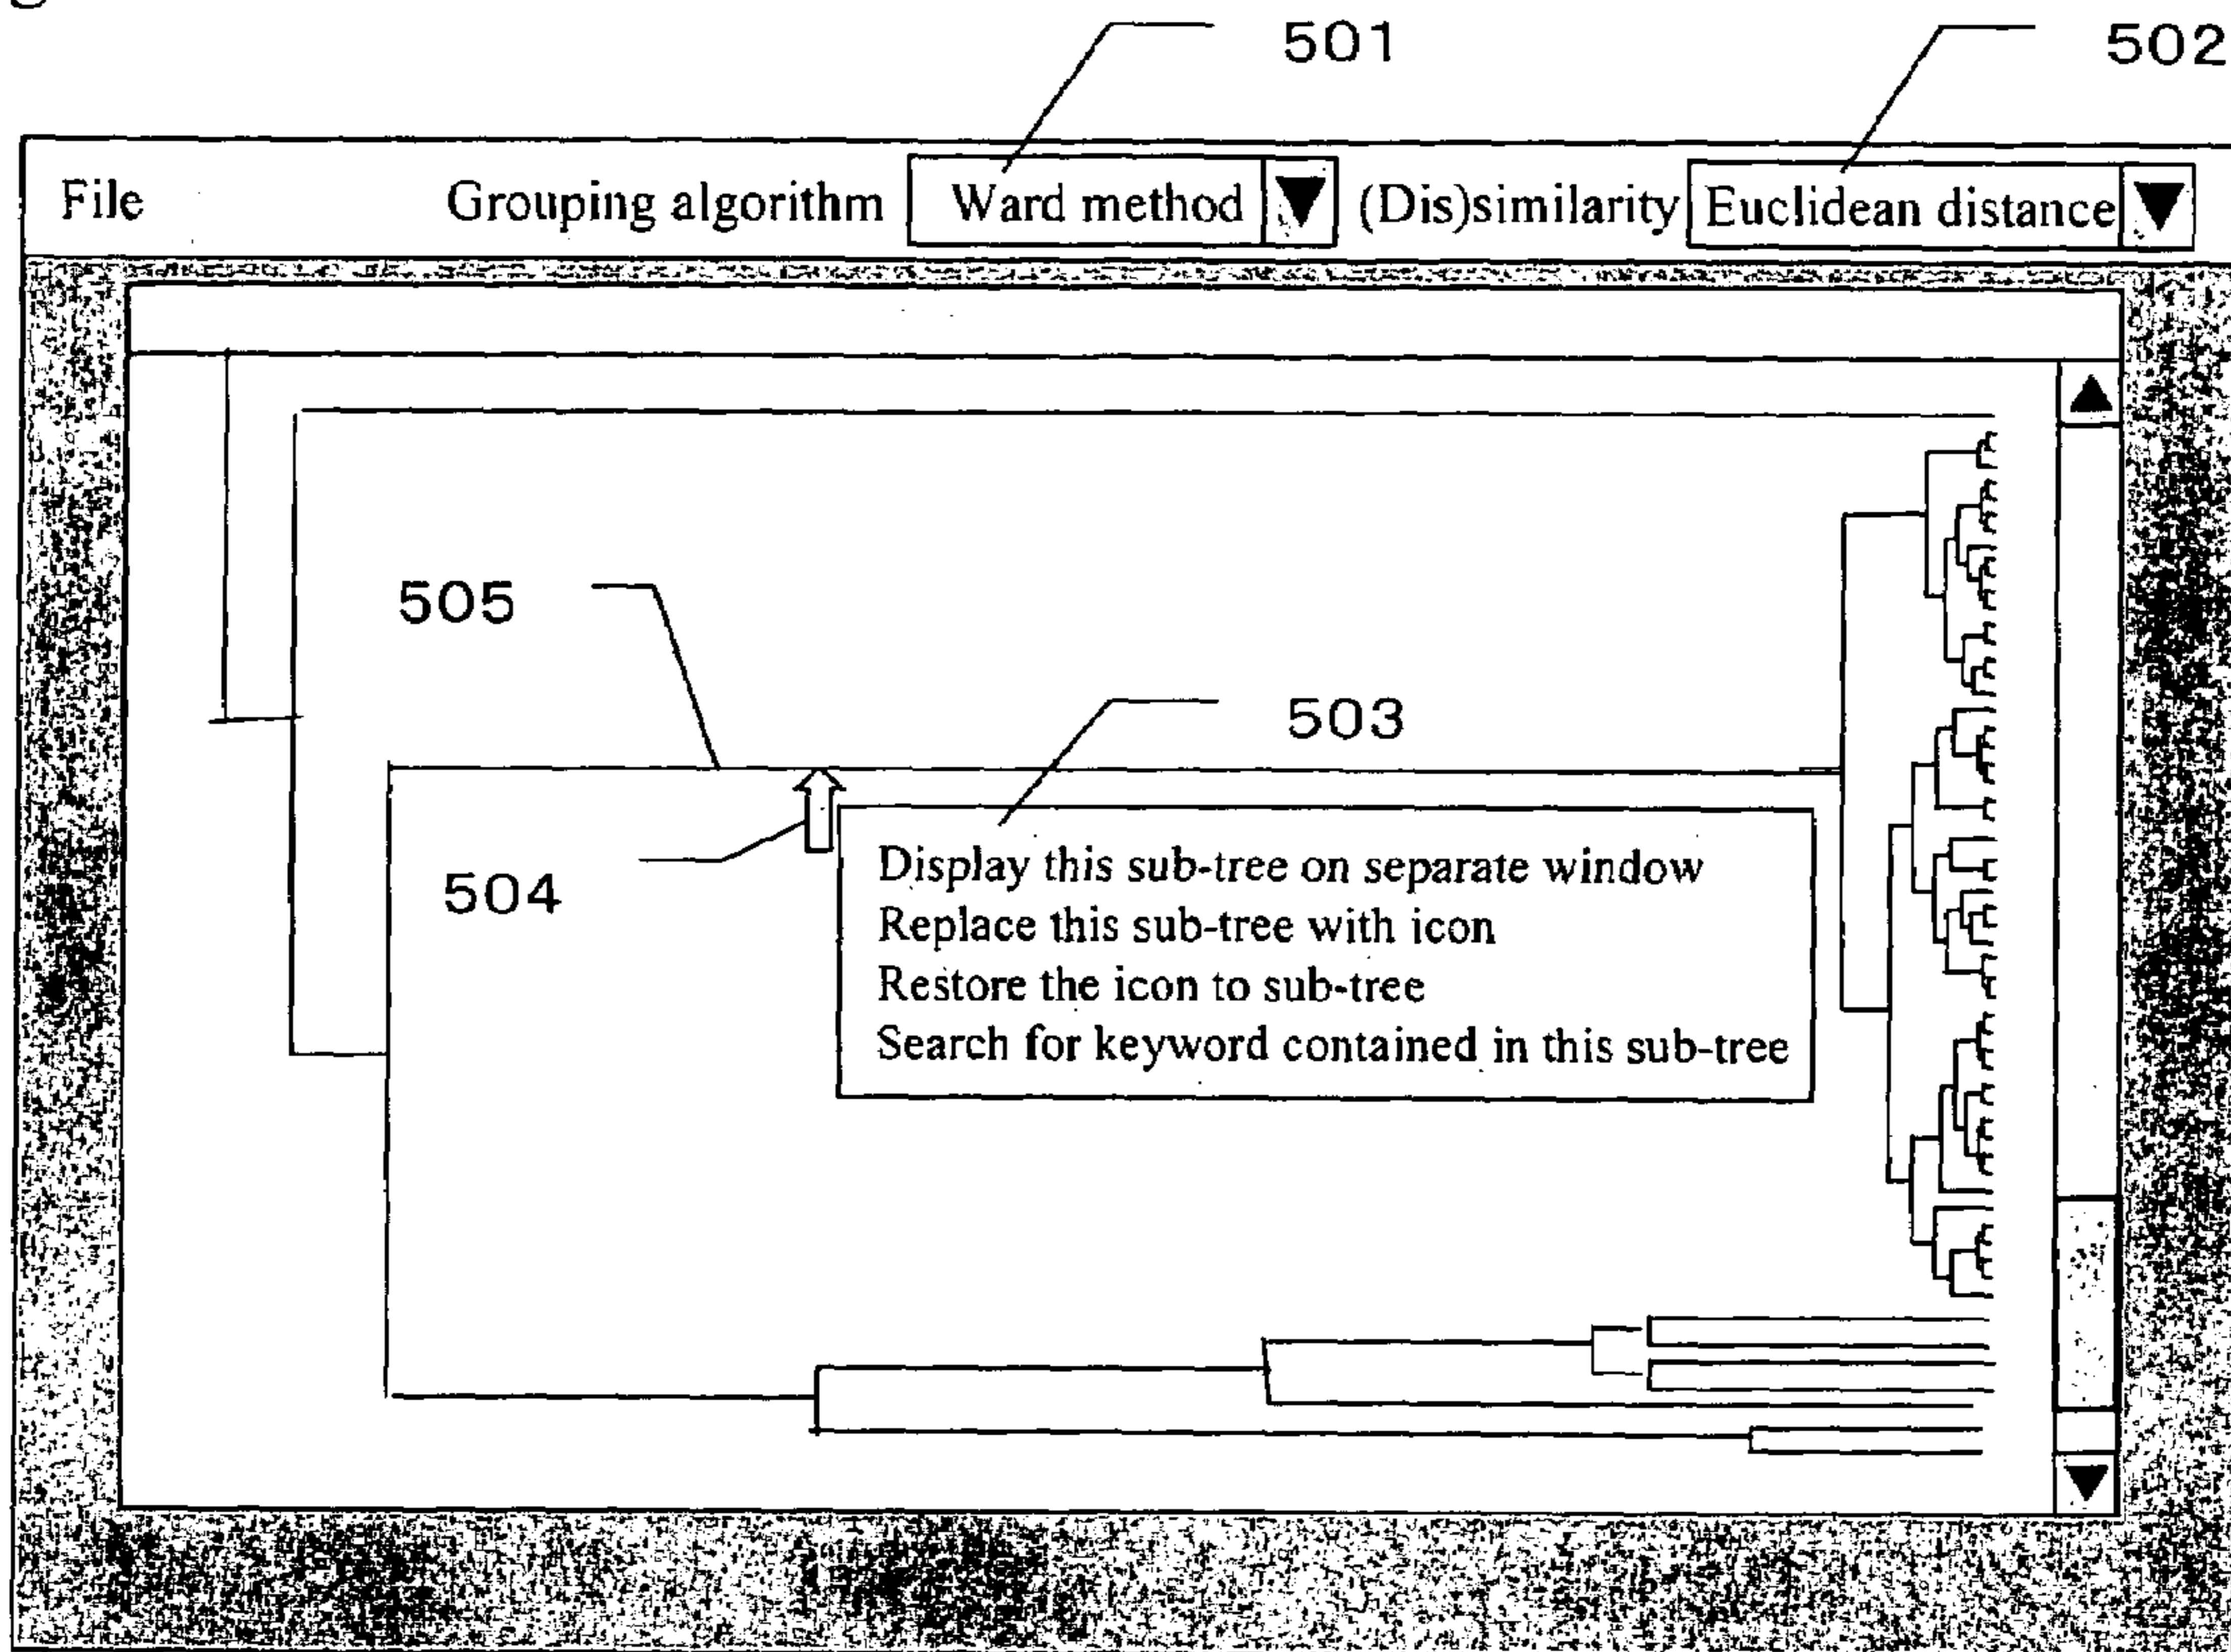 501
502
File Grouping algorithm Ward method (Dis)similarity Euclidean distance
505
503
504
Display this sub-tree on separate window
Replace this sub-tree with icon
Restore the icon to sub-tree
Search for keyword contained in this sub-tree